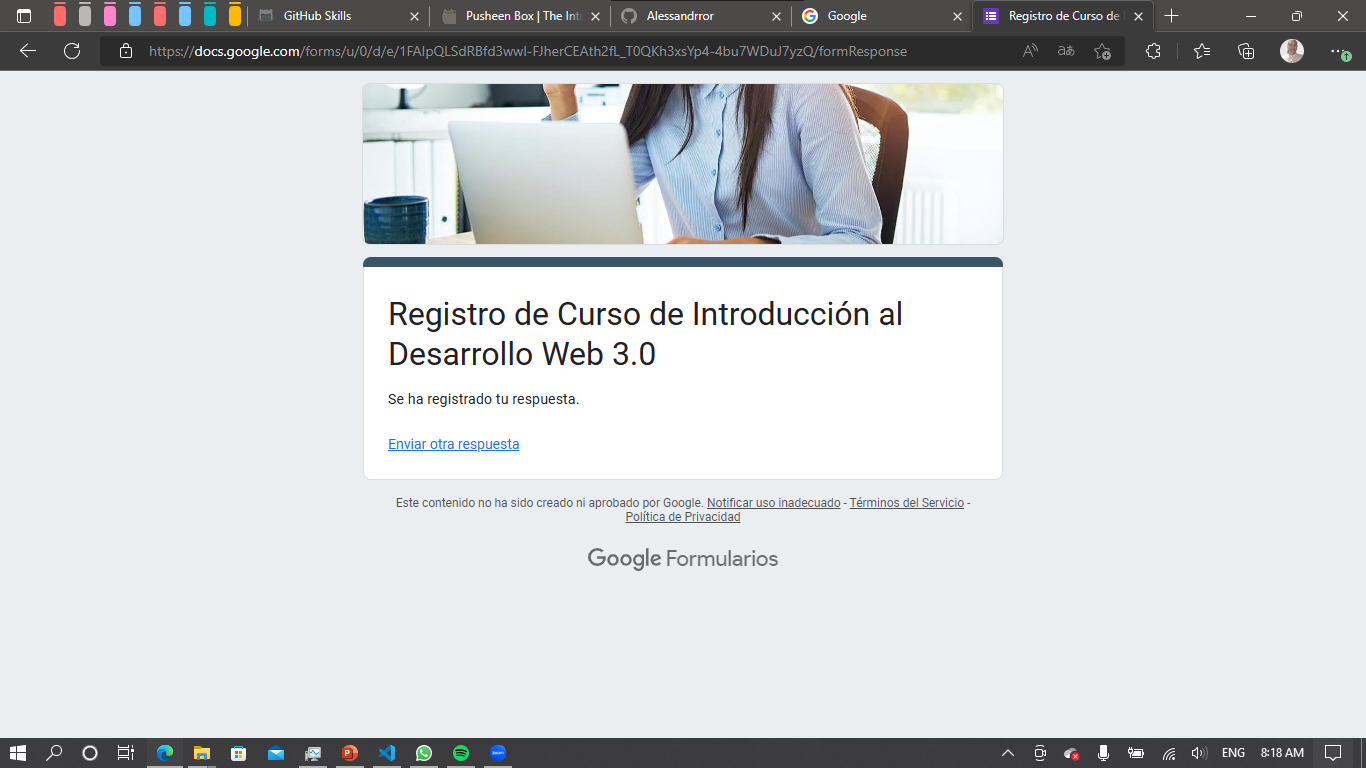 GitHub Skills
Pusheen Box | The Int
Alessandrror
Google
Registro de Curso de
https://docs.google.com/forms/u/0/d/e/1FAIpQLSdRBfd3wwI-FJherCEAth2fL_T0QKh3xsYp4-4bu7WDuJ7yzQ/formResponse
Registro de Curso de Introducción al
Desarrollo Web 3.0
Se ha registrado tu respuesta.
Enviar otra respuesta
Este contenido no ha sido creado ni aprobado por Google. Notificar uso inadecuado - Términos del Servicio -
Política de Privacidad
Google Formularios
ENG
8:18 AM